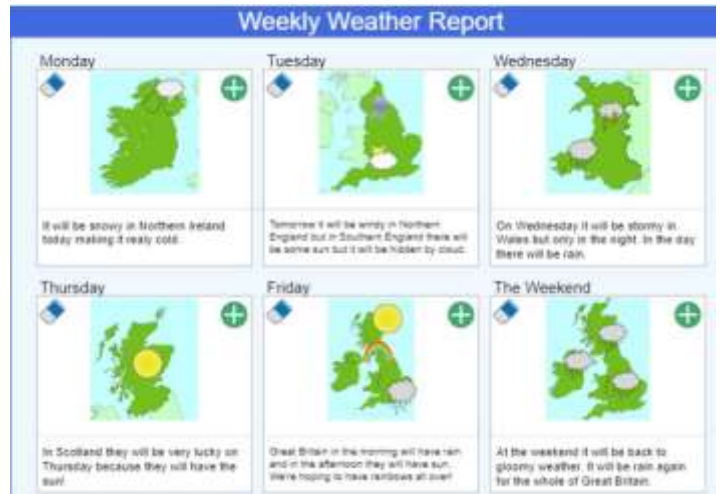 Weekly Weather Report
Monday
Tuesday
Wednesday
It will be snowy in Northern Ireland
today making it realy cold.
Tomorrow it will be windy in Northern
England but in Southern England there will
be some sun but it will be hidden by cloud.
On Wednesday it will be stormy in
Wales but only in the night. In the day
there will be rain.
Thursday
Friday
The Weekend
In Scotland they will be very lucky on
Thursday because they will have the
sun!
Great Britain in the morning will have rain
and in the afternoon they will have sun.
We're hoping to have rainbows all over!
At the weekend it will be back to
gloomy weather. It will be rain again
for the whole of Great Britain.